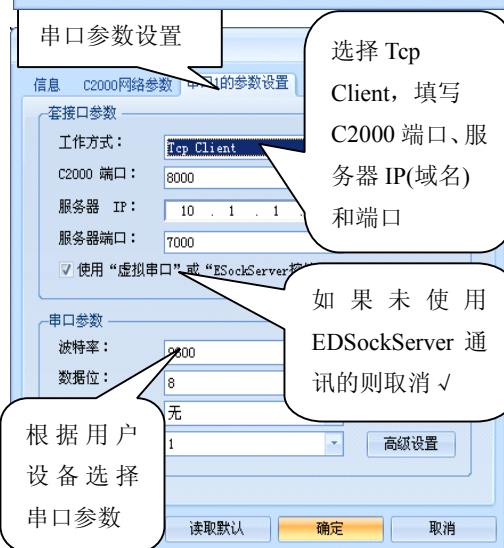 串口参数设置
选择 Tcp
Client，填写
C2000 端口、服
务器 IP(域名)
和端口
信息 C2000网络参数 串口1的参数设置
套接口参数
工作方式： Tcp Client
C2000 端口： 8000
服务器 IP： 10 . 1 . 1 .
服务器端口： 7000
使用“虚拟串口”或“ESockServer
如果未使用
EDSockServer 通
讯的则取消√
串口参数
波特率： 9600
数据位： 8
无
1
高级设置
根据用户
设备选择
串口参数
读取默认 确定 取消